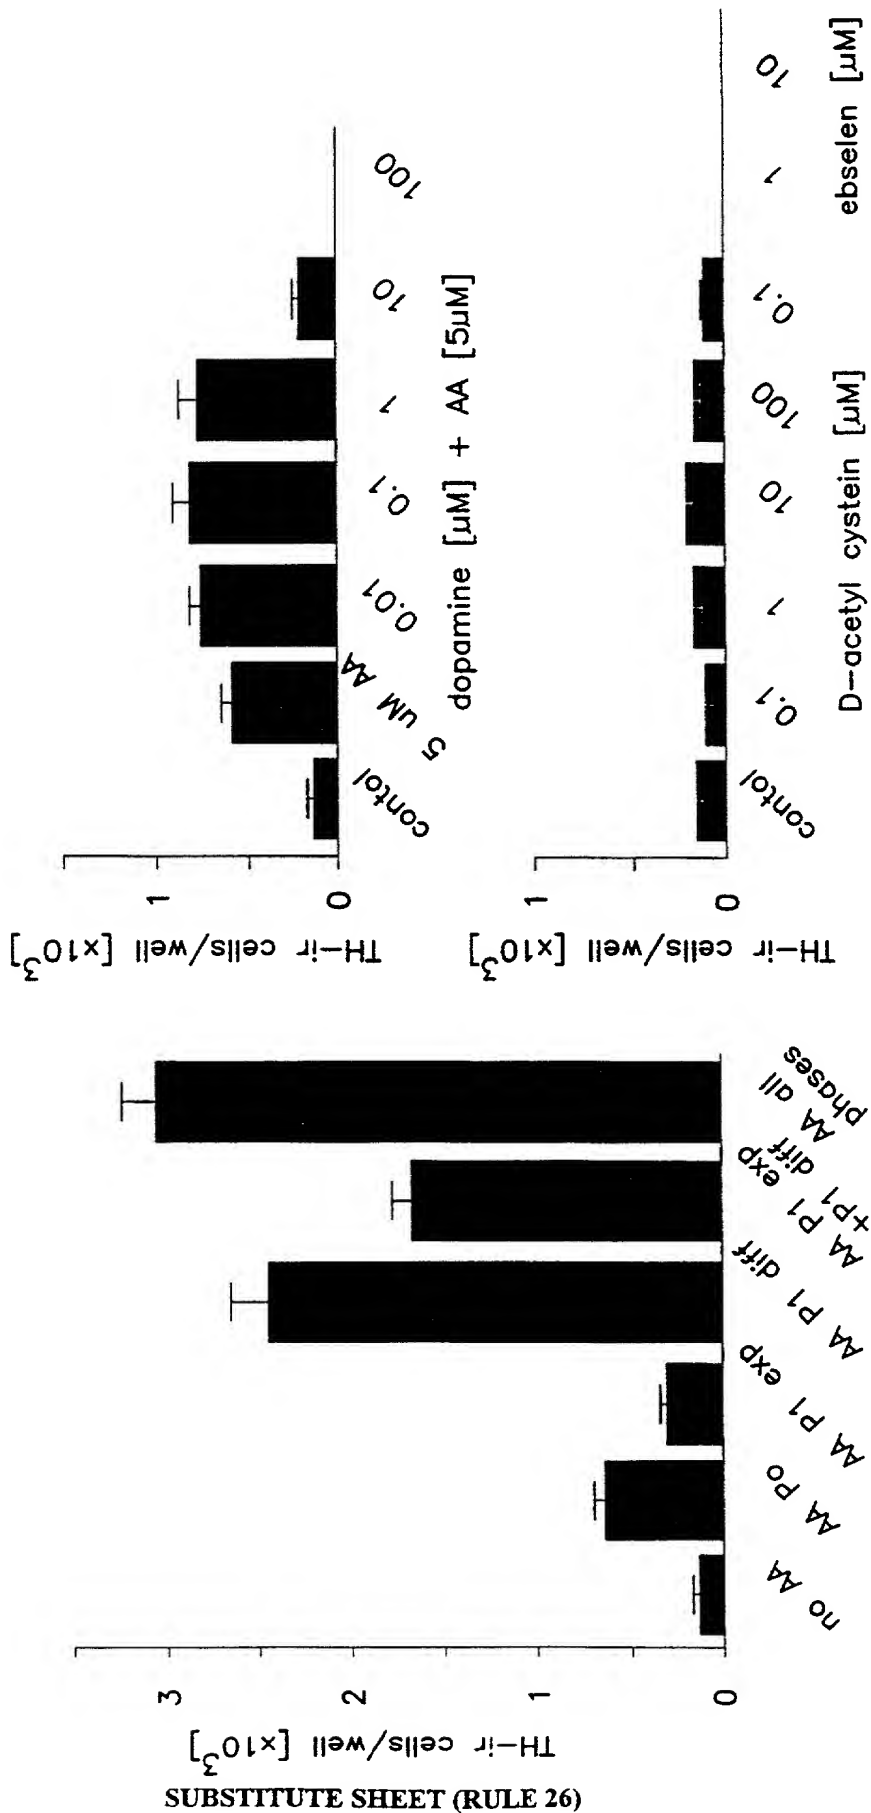 TH-ir cells/well [x10³]
3
2
1
0
no AA
AA Po
AA P1 exp
AA P1 diff
AA P1 exp
+P1 diff
AA all
phases
TH-ir cells/well [x10³]
1
0
contol
5 uM AA
0.01
0.1
1
10
100
dopamine [µM] + AA [5µM]
TH-ir cells/well [x10³]
1
0
contol
0.1
1
10
100
0.1
1
10
D-acetyl cystein [µM]
ebselen [µM]
SUBSTITUTE SHEET (RULE 26)